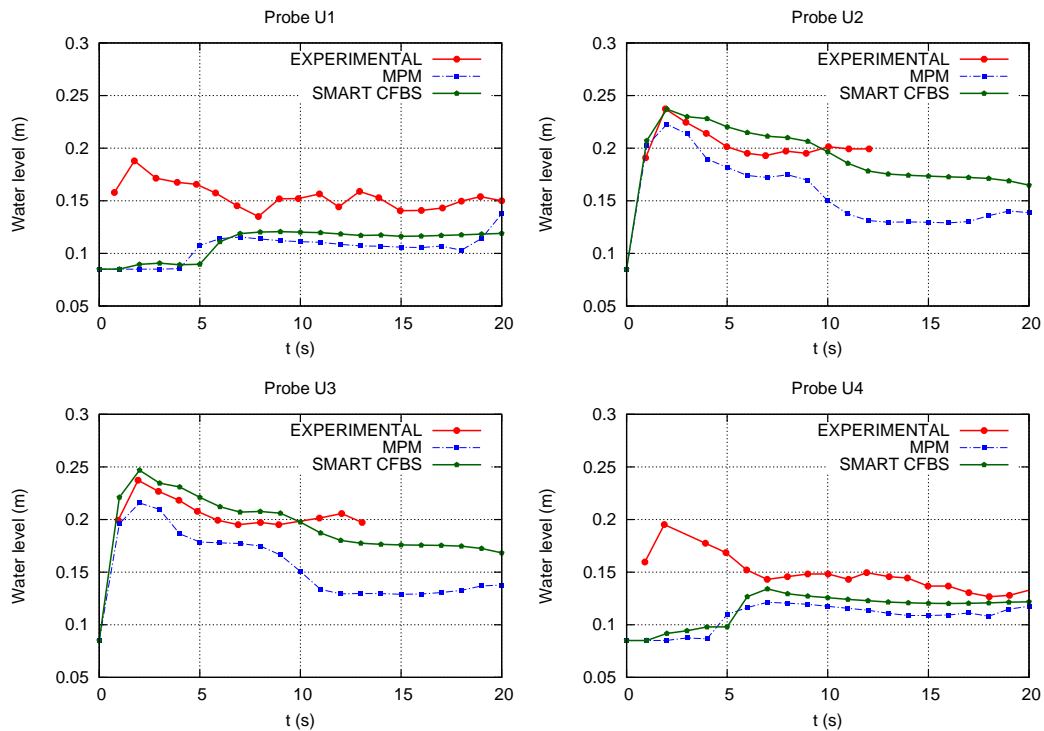 Probe U1
0.3
0.25
0.2
0.15
0.1
0.05
0 5 10 15 20
Water level (m)
t (s)
EXPERIMENTAL
MPM
SMART CFBS
Probe U2
0.3
0.25
0.2
0.15
0.1
0.05
0 5 10 15 20
Water level (m)
t (s)
EXPERIMENTAL
MPM
SMART CFBS
Probe U3
0.3
0.25
0.2
0.15
0.1
0.05
0 5 10 15 20
Water level (m)
t (s)
EXPERIMENTAL
MPM
SMART CFBS
Probe U4
0.3
0.25
0.2
0.15
0.1
0.05
0 5 10 15 20
Water level (m)
t (s)
EXPERIMENTAL
MPM
SMART CFBS